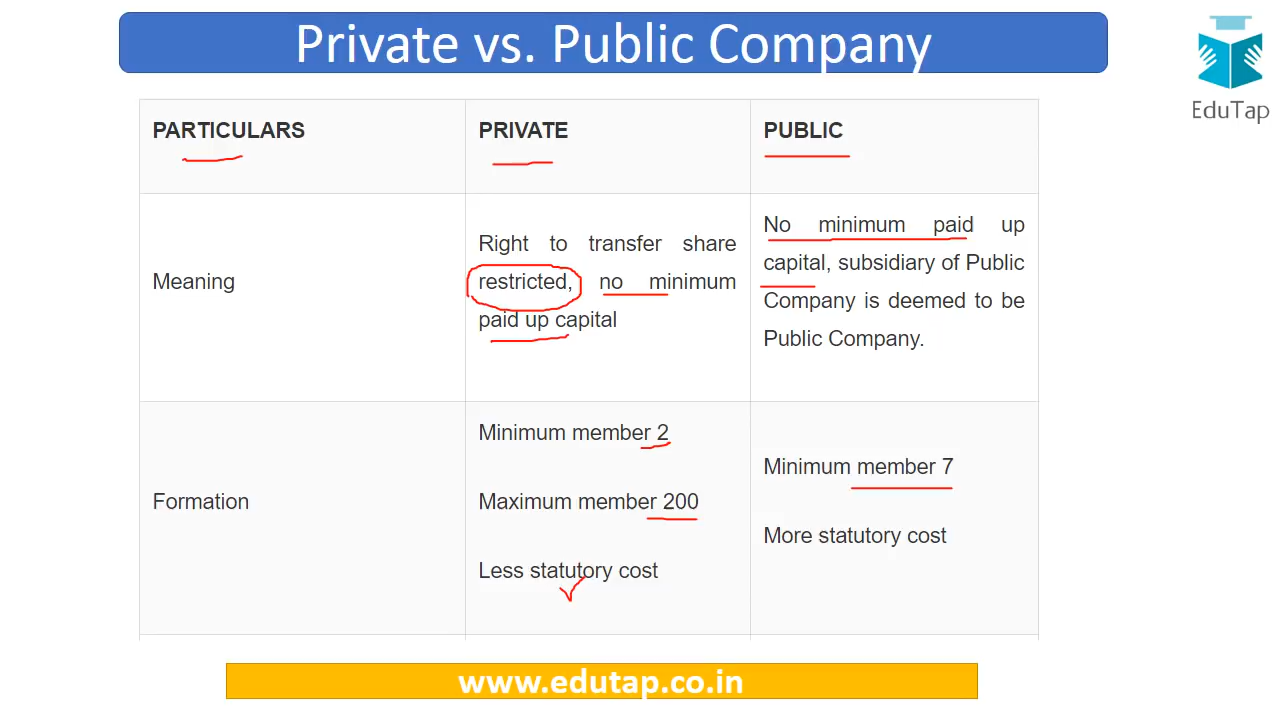 Private vs. Public Company
EduTap
PARTICULARS
PRIVATE
PUBLIC
Meaning
Right to transfer share
restricted, no minimum
paid up capital
No minimum paid up
capital, subsidiary of Public
Company is deemed to be
Public Company.
Formation
Minimum member 2
Maximum member 200
Less statutory cost
Minimum member 7
More statutory cost
www.edutap.co.in